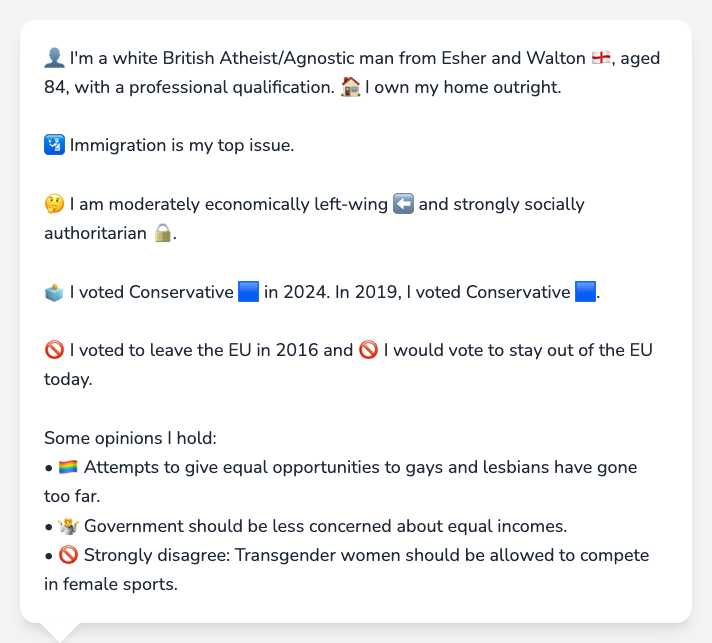 👤 I'm a white British Atheist/Agnostic man from Esher and Walton 🏴󠁧󠁢󠁥󠁮󠁧󠁿, aged
84, with a professional qualification. 🏠 I own my home outright.
🛂 Immigration is my top issue.
🤔 I am moderately economically left-wing ⬅️ and strongly socially
authoritarian 🔒.
🗳️ I voted Conservative 🟦 in 2024. In 2019, I voted Conservative 🟦.
🚫 I voted to leave the EU in 2016 and 🚫 I would vote to stay out of the EU
today.
Some opinions I hold:
• 🏳️‍🌈 Attempts to give equal opportunities to gays and lesbians have gone
too far.
• 🤷 Government should be less concerned about equal incomes.
• 🚫 Strongly disagree: Transgender women should be allowed to compete
in female sports.